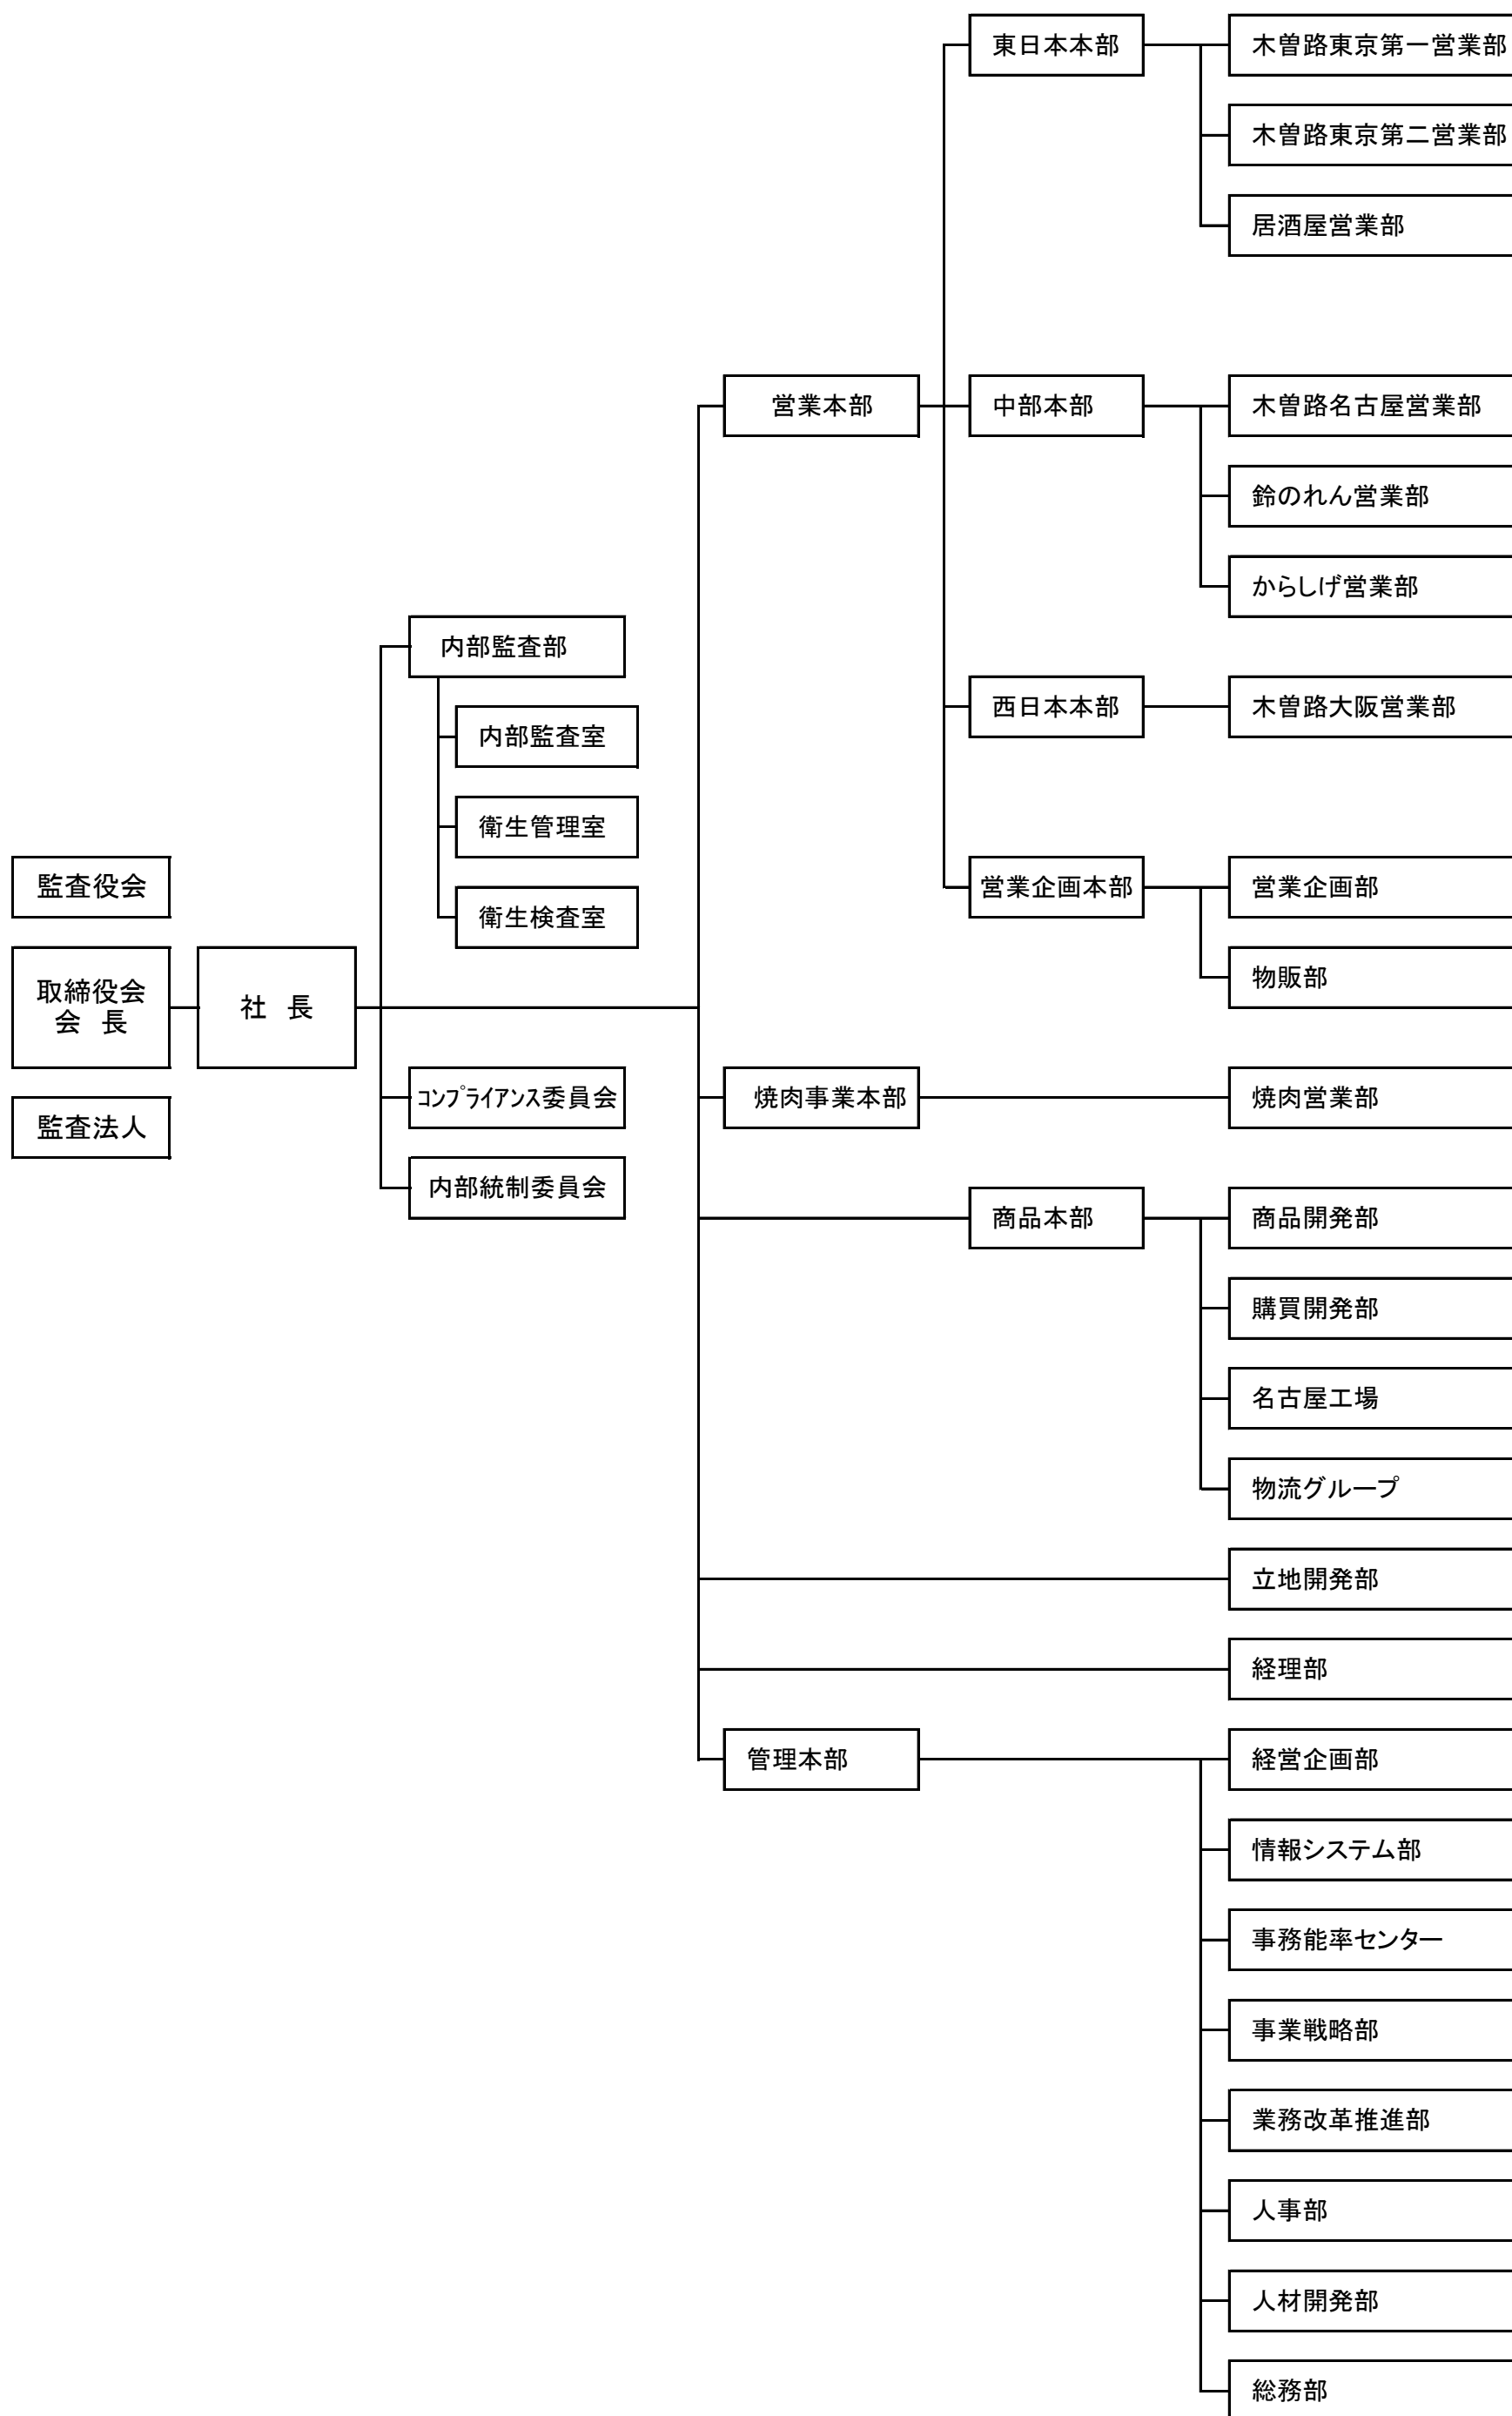 東日本本部
木曽路東京第一営業部
木曽路東京第二営業部
居酒屋営業部
営業本部
中部本部
木曽路名古屋営業部
鈴のれん営業部
からしげ営業部
内部監査部
西日本本部
木曽路大阪営業部
内部監査室
衛生管理室
監査役会
営業企画本部
営業企画部
衛生検査室
物販部
取締役会
会 長
社 長
コンプライアンス委員会
焼肉事業本部
焼肉営業部
監査法人
内部統制委員会
商品本部
商品開発部
購買開発部
名古屋工場
物流グループ
立地開発部
経理部
管理本部
経営企画部
情報システム部
事務能率センター
事業戦略部
業務改革推進部
人事部
人材開発部
総務部